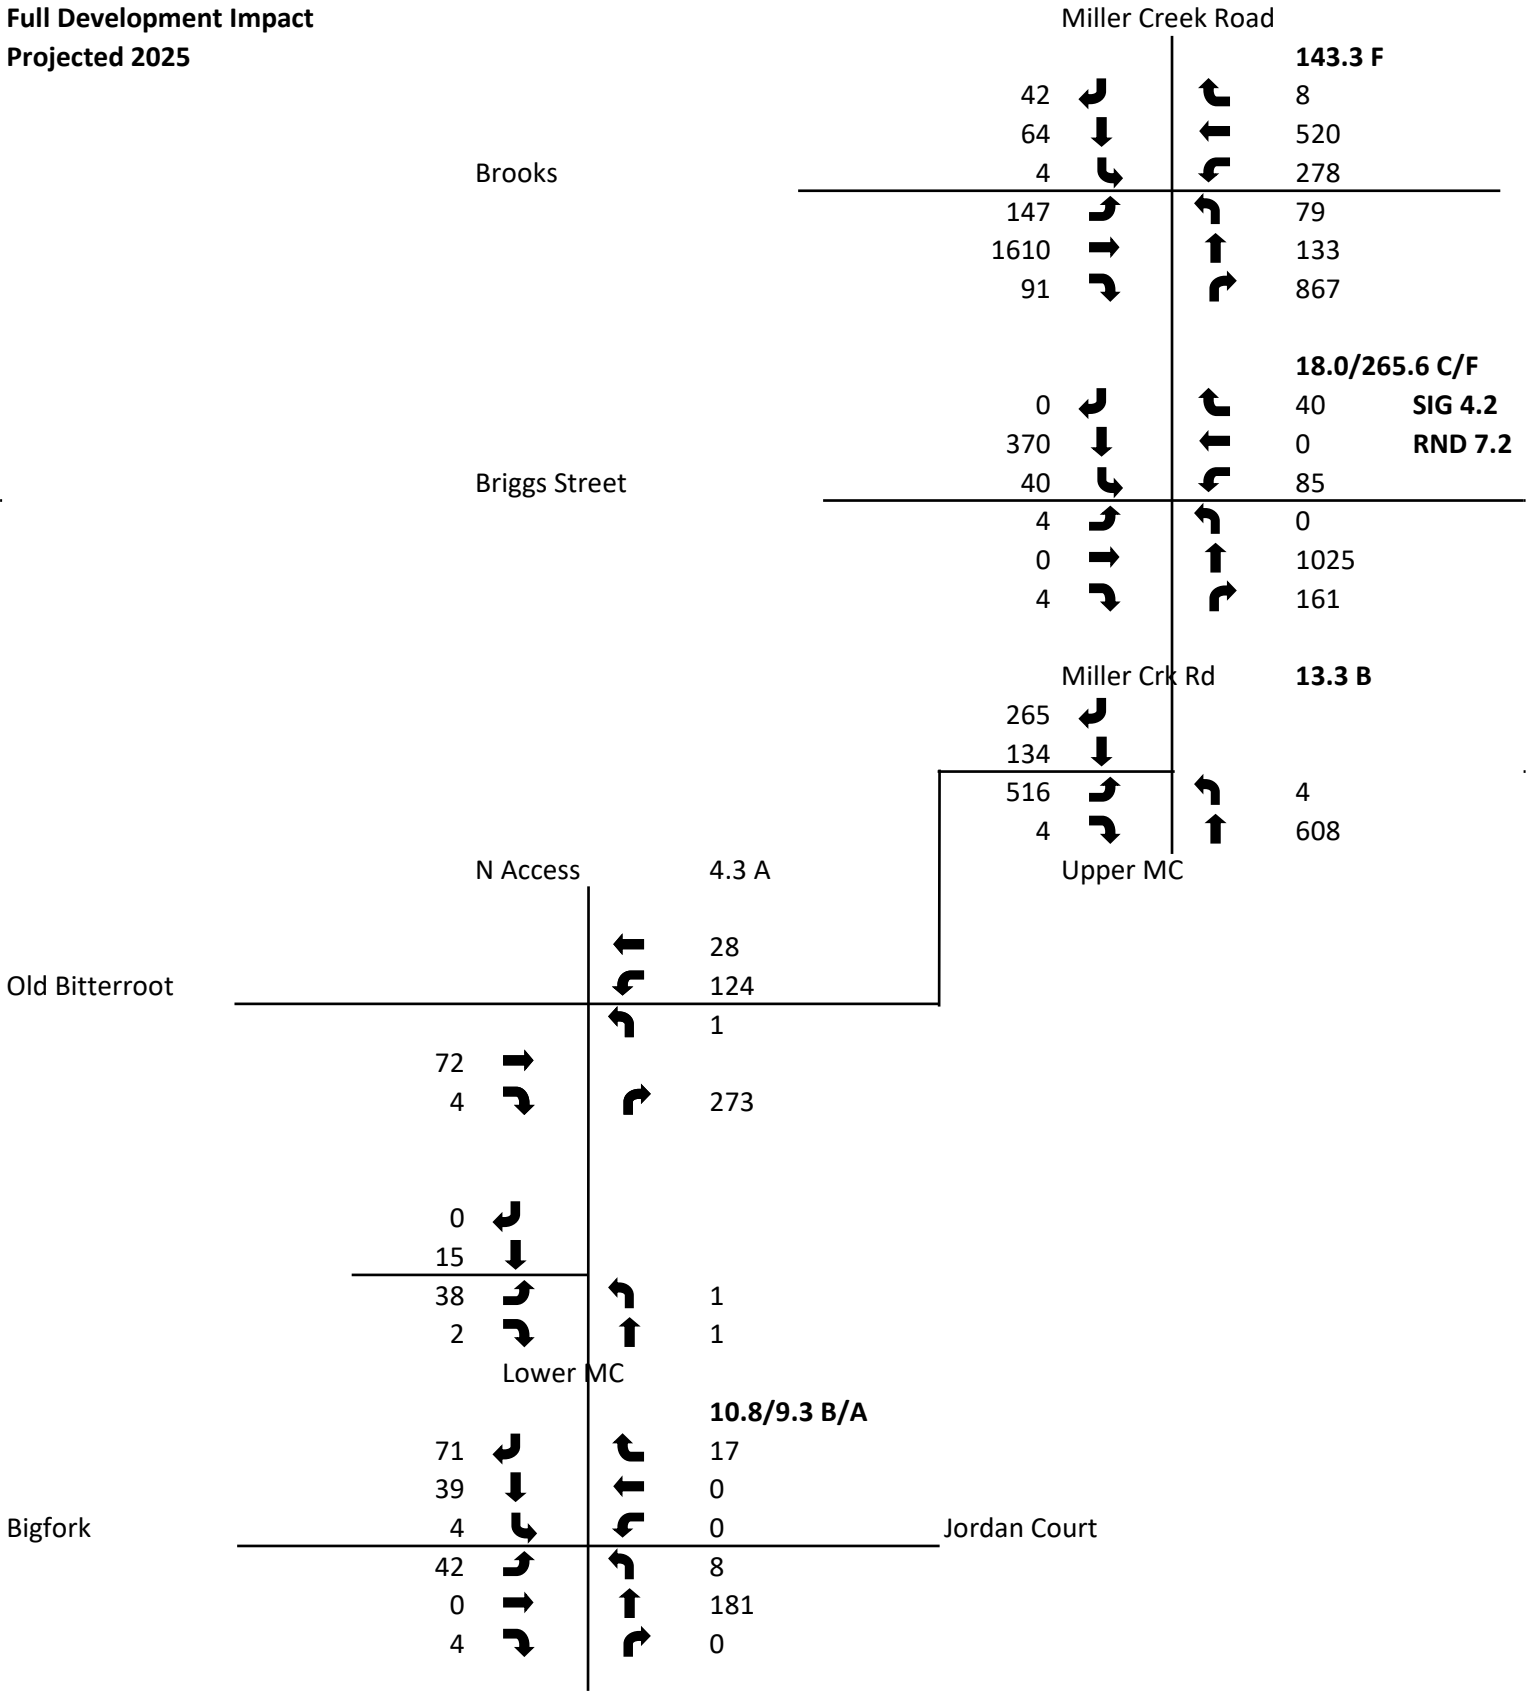 Full Development Impact
Miller Creek Road
Projected 2025
143.3 F
42 8
64 520
Brooks 4 278
147 79
1610 133
91 867
18.0/265.6 C/F
0 40 SIG 4.2
370 0 RND 7.2
Briggs Street 40 85
4 0
0 1025
4 161
Miller Crk Rd 13.3 B
265
134
516 4
4 608
N Access 4.3 A Upper MC
28
Old Bitterroot 124
1
72
4 273
0
15
38 1
2 1
Lower MC
10.8/9.3 B/A
71 17
39 0
Bigfork 4 0 Jordan Court
42 8
0 181
4 0